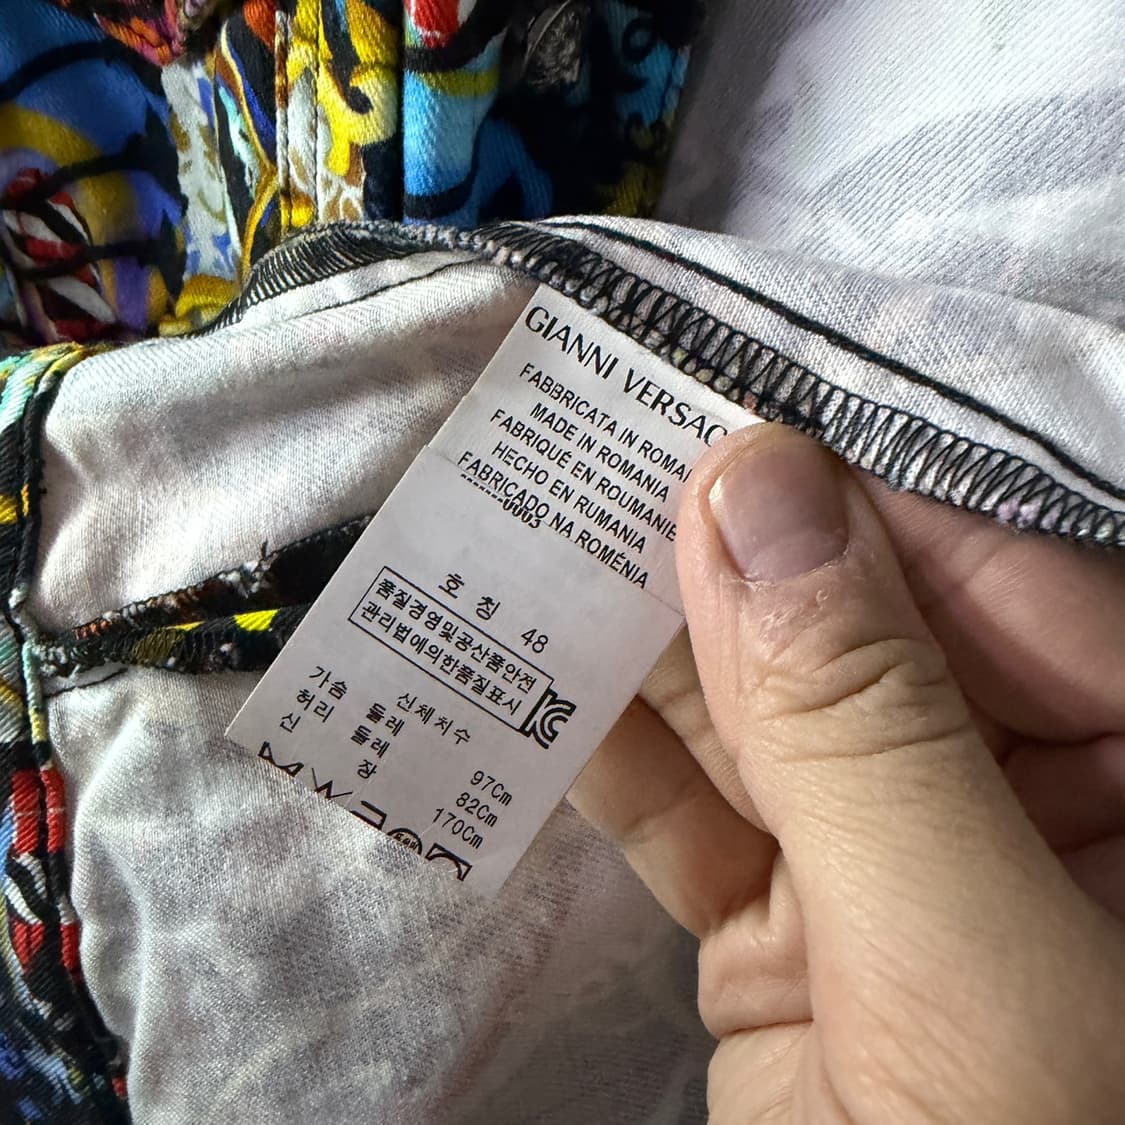 GIANNI VERSAC
FABBRICATA IN ROMA
MADE IN ROMANIA
FABRIQUÉ EN ROUMANIE
HECHO EN RUMANIA
FABRICADO NA ROMÉNIA
-------0003
호 칭 48
품질경영및공산품안전
관리법에의한품질표시
신체치수
가슴 둘레 97Cm
허리 둘레 82Cm
신 장 170Cm